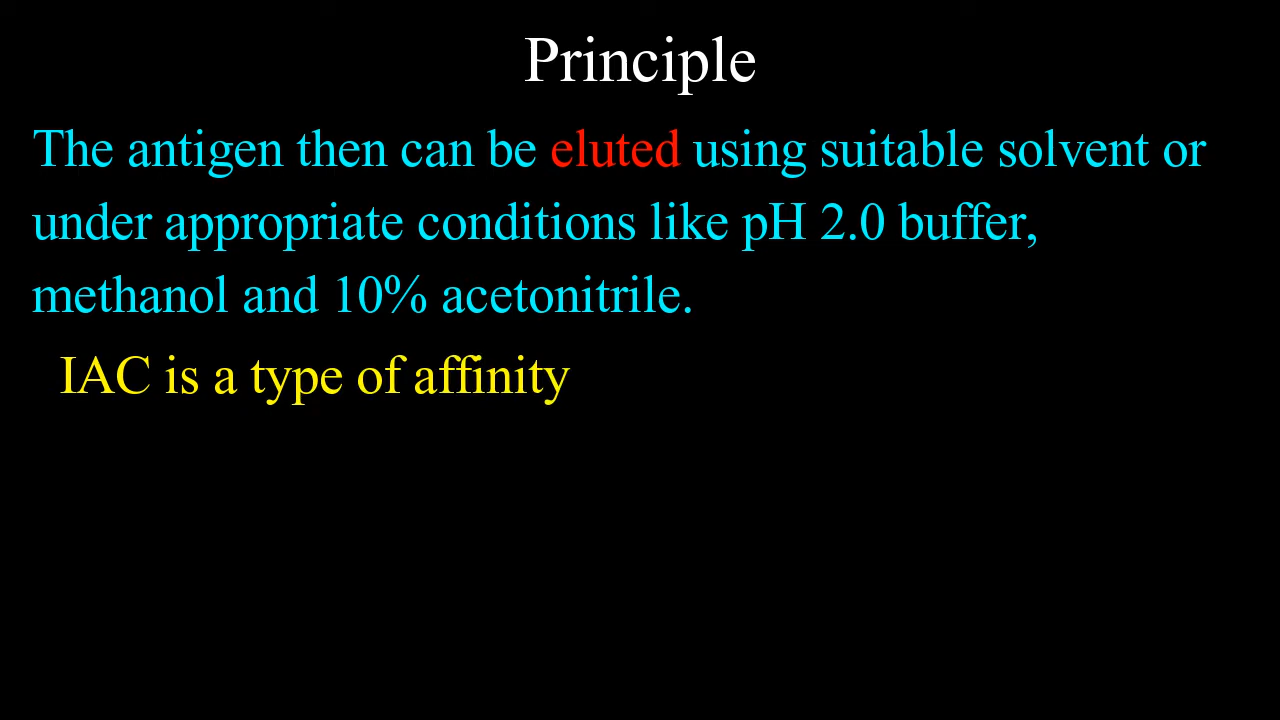 Principle
The antigen then can be eluted using suitable solvent or
under appropriate conditions like pH 2.0 buffer,
methanol and 10% acetonitrile.
IAC is a type of affinity